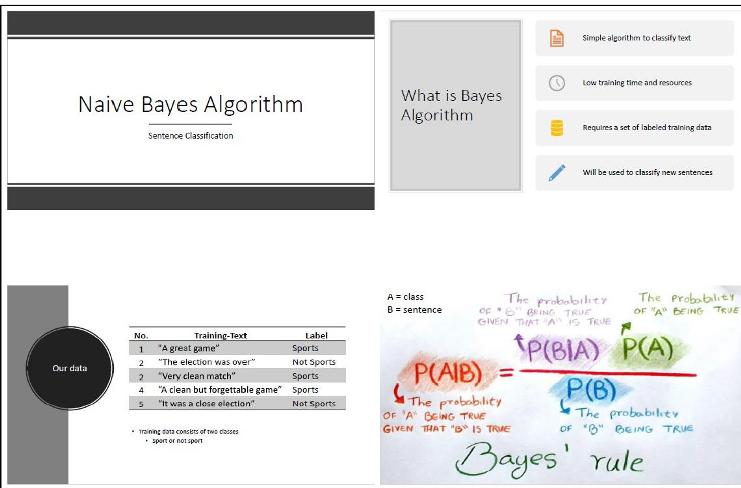 Naive Bayes Algorithm
Sentence Classification
What is Bayes
Algorithm
Simple algorithm to classify text
Low training time and resources
Requires a set of labeled training data
Will be used to classify new sentences
Our data
No. Training-Text Label
1 "A great game" Sports
2 "The election was over" Not Sports
2 "Very clean match" Sports
4 "A clean but forgettable game" Sports
5 "It was a close election" Not Sports
• Training data consists of two classes
• Sport or not sport
A = class
B = sentence
The probability
OF "B" BEING TRUE
GIVEN THAT "A" IS TRUE
The probability
OF "A" BEING TRUE
P(A|B) = P(B|A) P(A)
P(B)
The probability
OF "A" BEING TRUE
GIVEN THAT "B" IS TRUE
The probability
OF "B" BEING TRUE
Bayes' rule